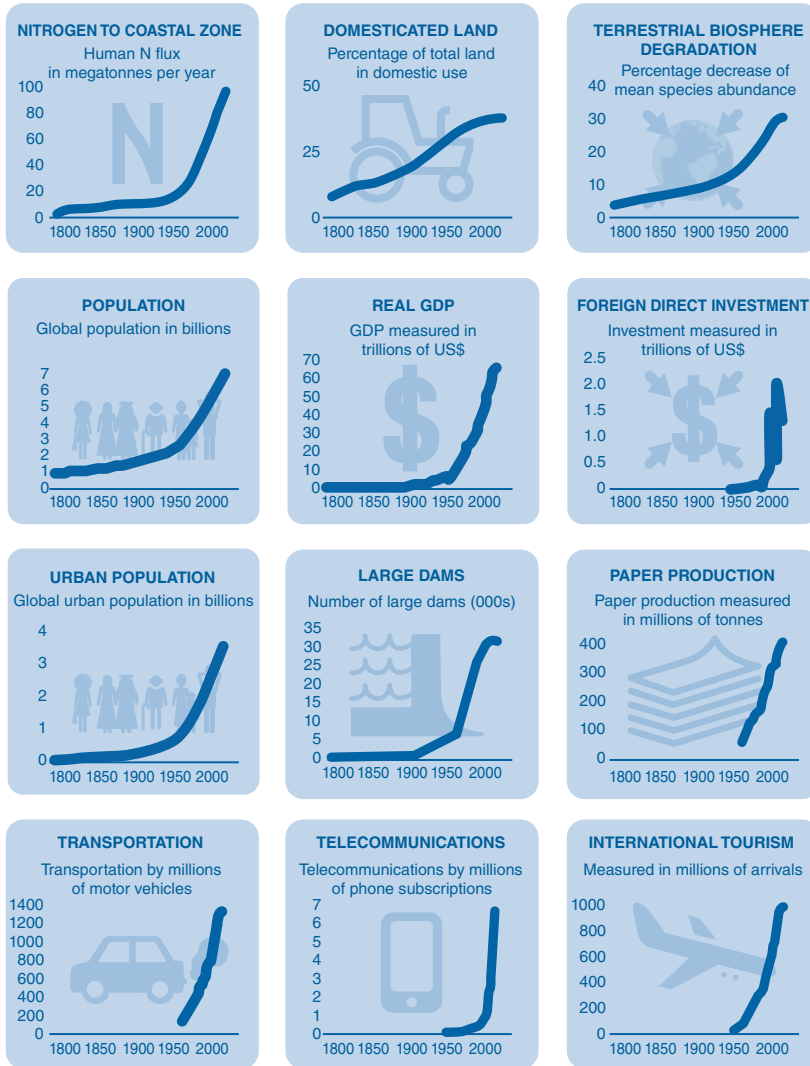 NITROGEN TO COASTAL ZONE
Human N flux
in megatonnes per year
100
80
60
40
20
0
1800 1850 1900 1950 2000
N
DOMESTICATED LAND
Percentage of total land
in domestic use
50
25
0
1800 1850 1900 1950 2000
TERRESTRIAL BIOSPHERE
DEGRADATION
Percentage decrease of
mean species abundance
40
30
20
10
0
1800 1850 1900 1950 2000
POPULATION
Global population in billions
7
6
5
4
3
2
1
0
1800 1850 1900 1950 2000
REAL GDP
GDP measured in
trillions of US$
70
60
50
40
30
20
10
0
1800 1850 1900 1950 2000
$
FOREIGN DIRECT INVESTMENT
Investment measured in
trillions of US$
2.5
2.0
1.5
1.0
0.5
0
1800 1850 1900 1950 2000
$
URBAN POPULATION
Global urban population in billions
4
3
2
1
0
1800 1850 1900 1950 2000
LARGE DAMS
Number of large dams (000s)
35
30
25
20
15
10
5
0
1800 1850 1900 1950 2000
PAPER PRODUCTION
Paper production measured
in millions of tonnes
400
300
200
100
0
1800 1850 1900 1950 2000
TRANSPORTATION
Transportation by millions
of motor vehicles
1400
1200
1000
800
600
400
200
0
1800 1850 1900 1950 2000
TELECOMMUNICATIONS
Telecommunications by millions
of phone subscriptions
7
6
5
4
3
2
1
0
1800 1850 1900 1950 2000
INTERNATIONAL TOURISM
Measured in millions of arrivals
1000
800
600
400
200
0
1800 1850 1900 1950 2000